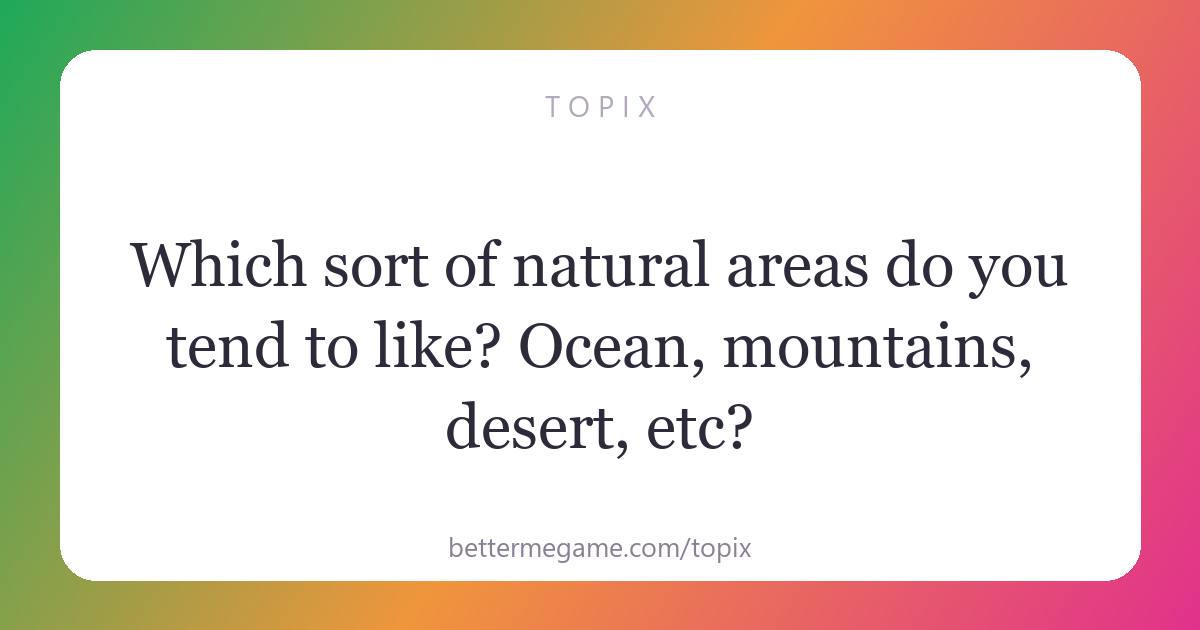 TOPIX
Which sort of natural areas do you
tend to like? Ocean, mountains,
desert, etc?
bettermegame.com/topix